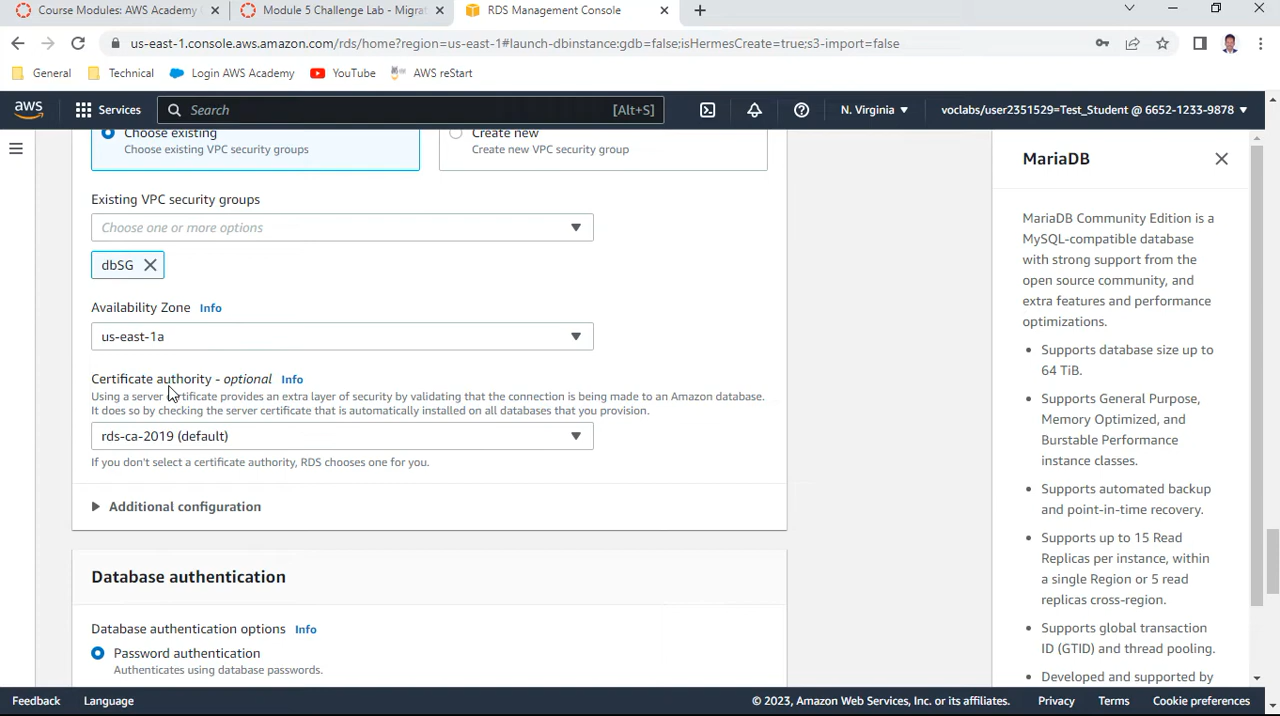 Course Modules: AWS Academy
Module 5 Challenge Lab - Migrat
RDS Management Console
us-east-1.console.aws.amazon.com/rds/home?region=us-east-1#launch-dbinstance:gdb=false;isHermesCreate=true;s3-import=false
General
Technical
Login AWS Academy
YouTube
AWS reStart
aws
Services
Search
[Alt+S]
N. Virginia
voclabs/user2351529=Test_Student @ 6652-1233-9878
Choose existing
Choose existing VPC security groups
Create new
Create new VPC security group
Existing VPC security groups
Choose one or more options
dbSG
Availability Zone Info
us-east-1a
Certificate authority - optional Info
Using a server certificate provides an extra layer of security by validating that the connection is being made to an Amazon database.
It does so by checking the server certificate that is automatically installed on all databases that you provision.
rds-ca-2019 (default)
If you don't select a certificate authority, RDS chooses one for you.
Additional configuration
Database authentication
Database authentication options Info
Password authentication
Authenticates using database passwords.
MariaDB
MariaDB Community Edition is a
MySQL-compatible database
with strong support from the
open source community, and
extra features and performance
optimizations.
• Supports database size up to
64 TiB.
• Supports General Purpose,
Memory Optimized, and
Burstable Performance
instance classes.
• Supports automated backup
and point-in-time recovery.
• Supports up to 15 Read
Replicas per instance, within
a single Region or 5 read
replicas cross-region.
• Supports global transaction
ID (GTID) and thread pooling.
• Developed and supported by
Feedback
Language
© 2023, Amazon Web Services, Inc. or its affiliates.
Privacy
Terms
Cookie preferences